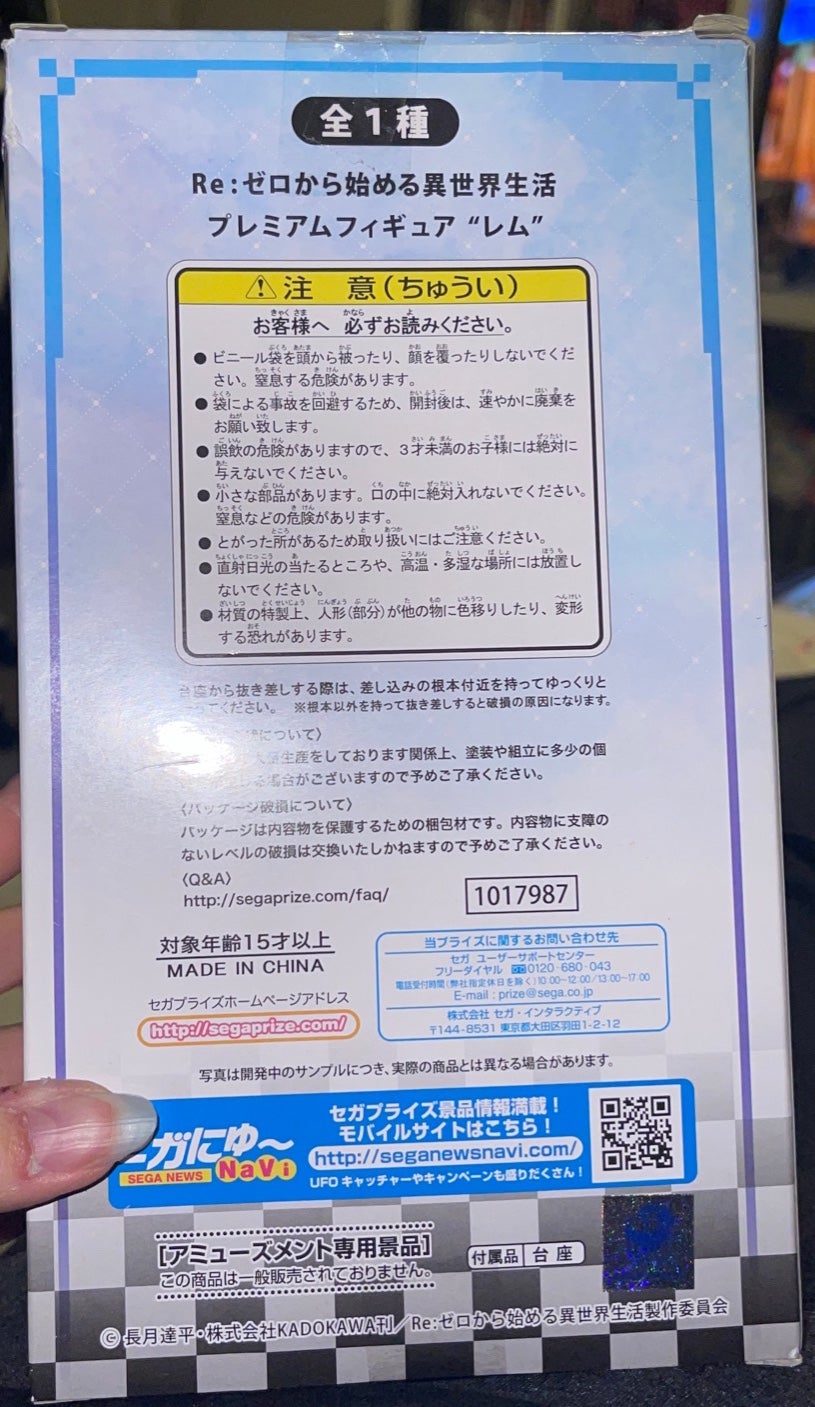 全1種
Re:ゼロから始める異世界生活
プレミアムフィギュア “レム”
注 意(ちゅうい)
お客様へ 必ずお読みください。
●ビニール袋を頭から被ったり、顔を覆ったりしないでくだ
さい。窒息する危険があります。
●袋による事故を回避するため、開封後は、速やかに廃棄を
お願い致します。
●誤飲の危険がありますので、3才未満のお子様には絶対に
与えないでください。
●小さな部品があります。口の中に絶対入れないでください。
窒息などの危険があります。
●とがった所があるため取り扱いにはご注意ください。
●直射日光の当たるところや、高温・多湿な場所には放置し
ないでください。
●材質の特製上、人形(部分)が他の物に色移りしたり、変形
する恐れがあります。
台座から抜き差しする際は、差し込みの根本付近を持ってゆっくりと
ください。 ※根本以外を持って抜き差しすると破損の原因になります。
について〉
生産をしております関係上、塗装や組立に多少の個
場合がございますので予めご了承ください。
〈パッケージ破損について〉
パッケージは内容物を保護するための梱包材です。内容物に支障の
ないレベルの破損は交換いたしかねますので予めご了承ください。
〈Q&A〉
http://segaprize.com/faq/
1017987
対象年齢15才以上
MADE IN CHINA
セガプライズホームページアドレス
http://segaprize.com/
当プライズに関するお問い合わせ先
セガ ユーザーサポートセンター
フリーダイヤル 0120-680-043
電話受付時間(弊社指定休日を除く)10:00~12:00/13:00~17:00
E-mail : prize@sega.co.jp
株式会社 セガ・インタラクティブ
〒144-8531 東京都大田区羽田1-2-12
写真は開発中のサンプルにつき、実際の商品とは異なる場合があります。
ガにゅ〜
SEGA NEWS NaVi
セガプライズ景品情報満載!
モバイルサイトはこちら!
http://seganewsnavi.com/
UFOキャッチャーやキャンペーンも盛りだくさん!
[アミューズメント専用景品]
この商品は一般販売されておりません。
付属品 台座
© 長月達平・株式会社KADOKAWA刊/Re:ゼロから始める異世界生活製作委員会